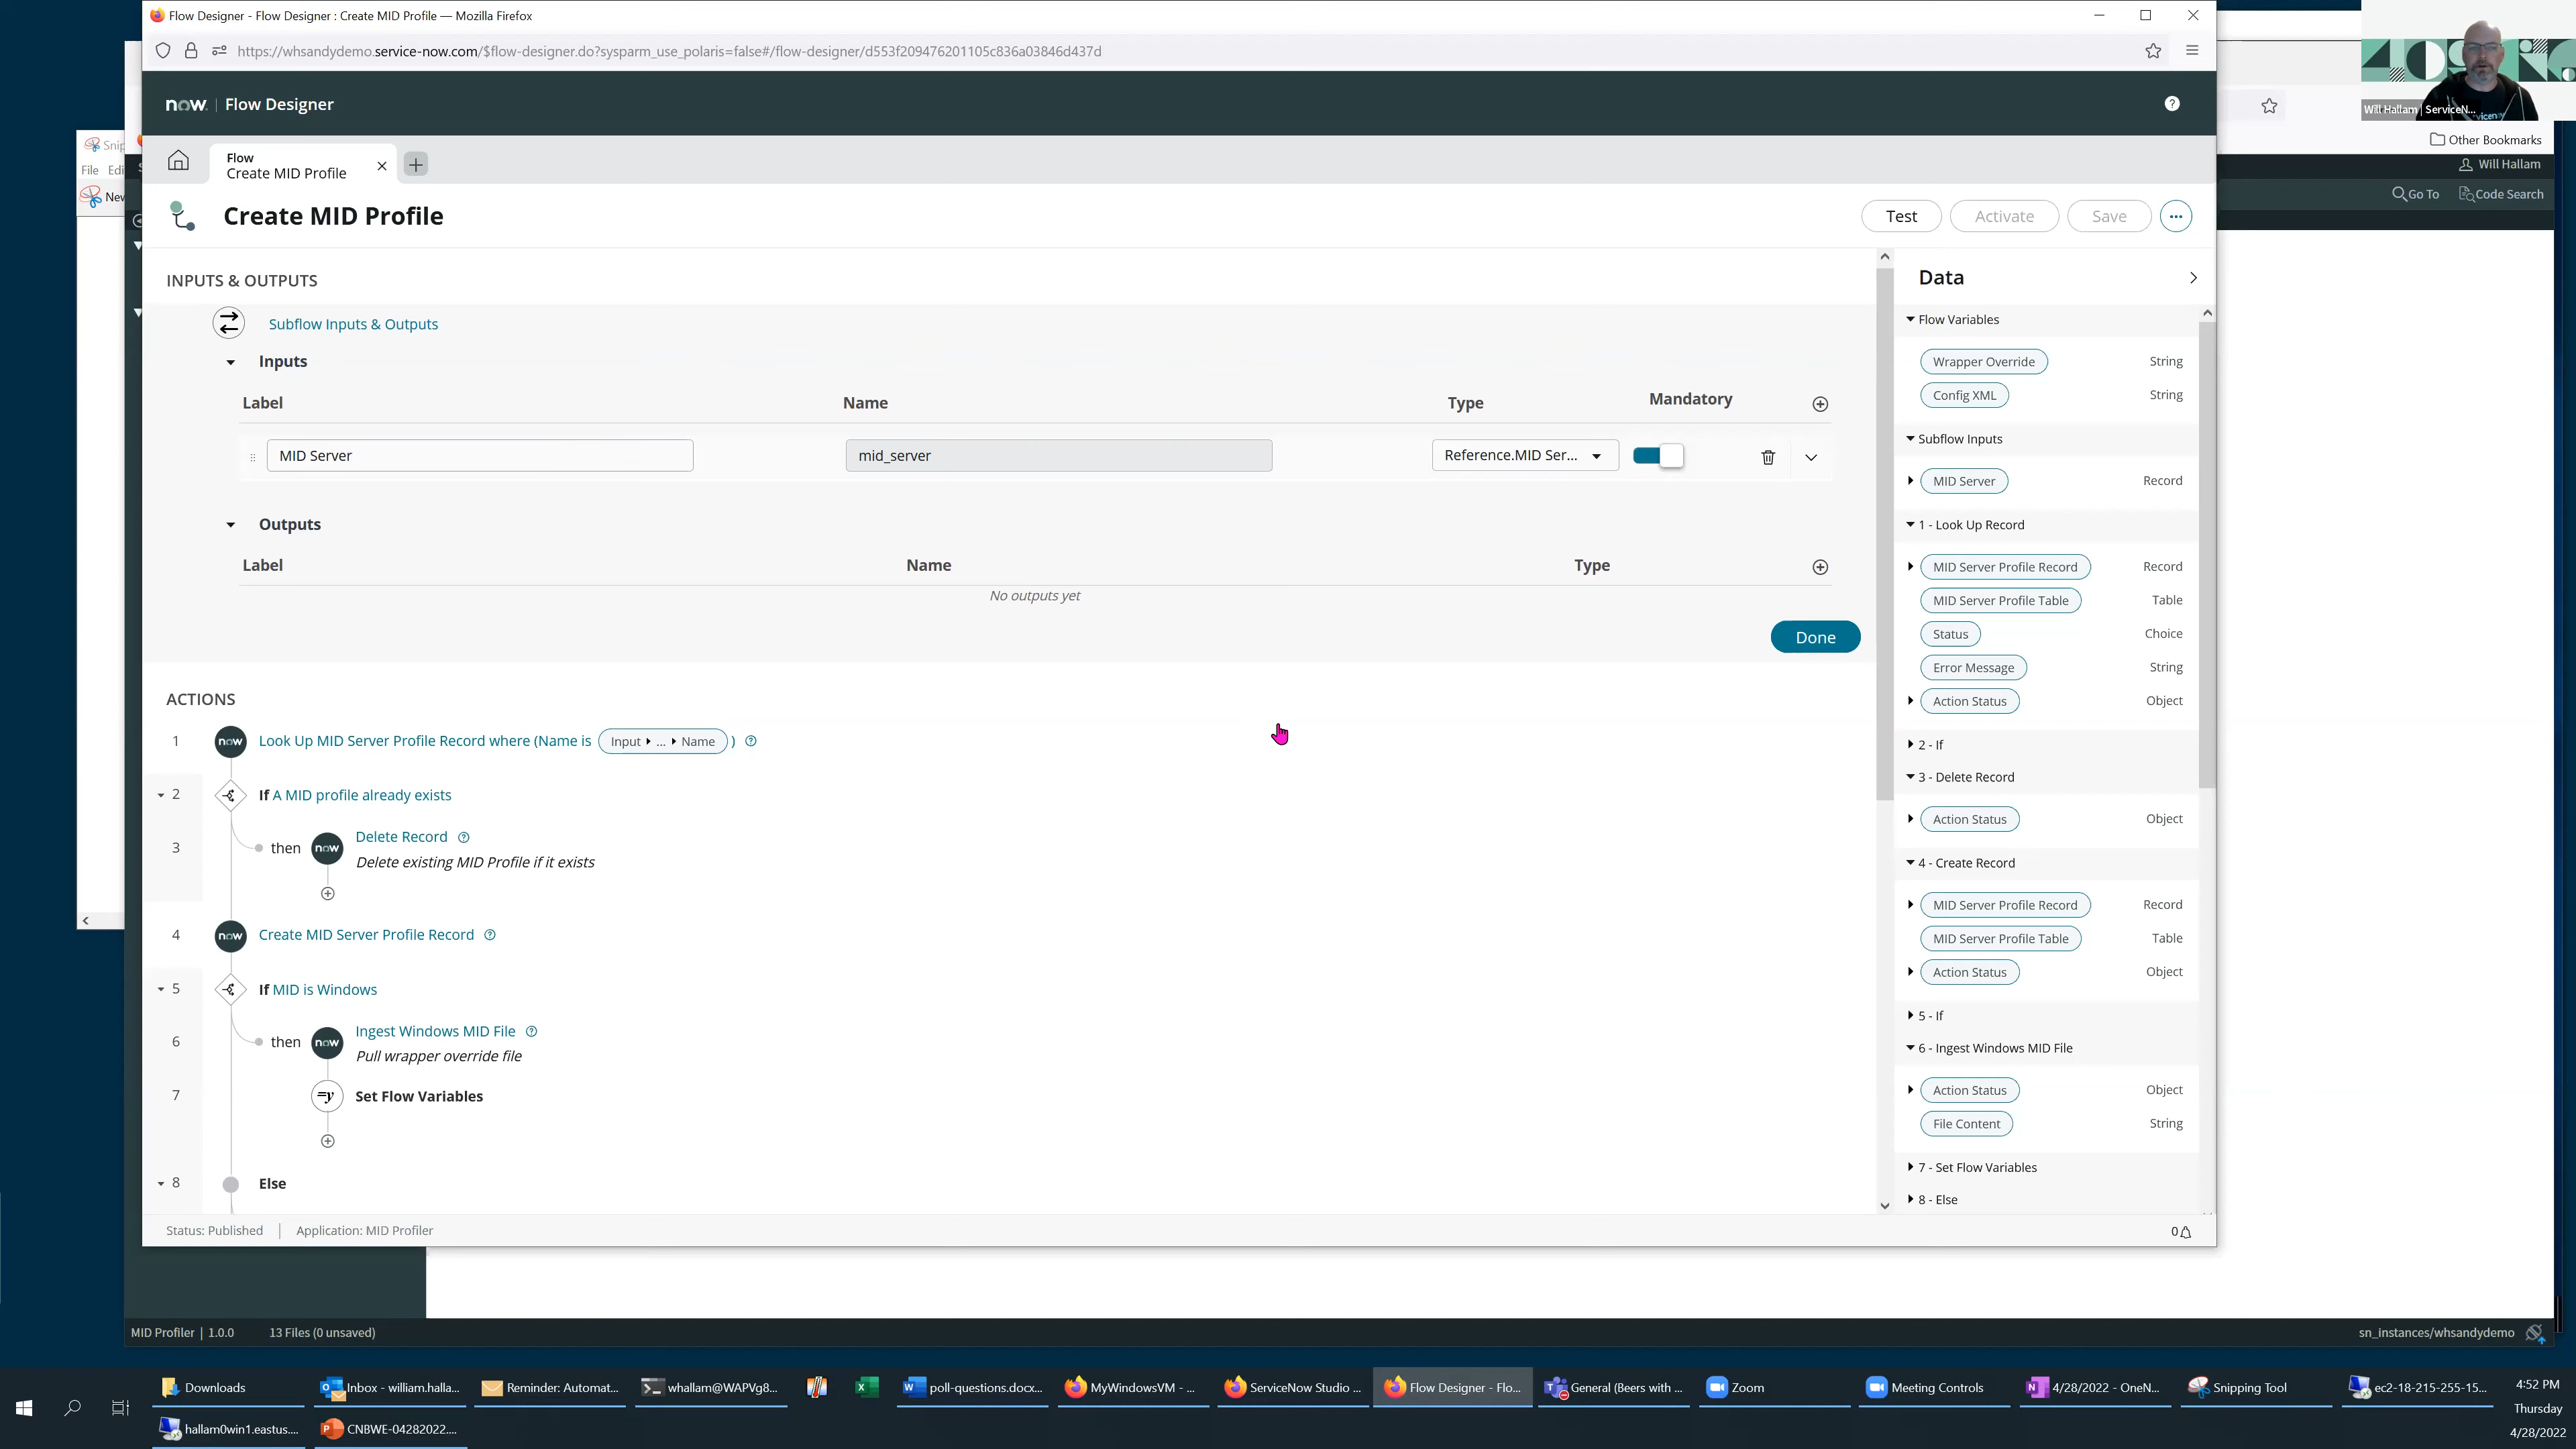 Flow Designer - Flow Designer : Create MID Profile — Mozilla Firefox
https://whsandydemo.service-now.com/$flow-designer.do?sysparm_use_polaris=false#/flow-designer/d553f209476201105c836a03846d437d
Will Hallam | ServiceN...
Other Bookmarks
now. | Flow Designer
Snip
File Edi
New
Will Hallam
Go To Code Search
Flow
Create MID Profile
Create MID Profile
Test Activate Save
INPUTS & OUTPUTS
Subflow Inputs & Outputs
Inputs
Label Name Type Mandatory
MID Server mid_server Reference.MID Ser...
Outputs
Label Name Type
No outputs yet
Done
ACTIONS
1 now Look Up MID Server Profile Record where (Name is Input ... Name )
2 If A MID profile already exists
3 then now Delete Record
Delete existing MID Profile if it exists
4 now Create MID Server Profile Record
5 If MID is Windows
6 then now Ingest Windows MID File
Pull wrapper override file
7 =y Set Flow Variables
8 Else
Data
Flow Variables
Wrapper Override String
Config XML String
Subflow Inputs
MID Server Record
1 - Look Up Record
MID Server Profile Record Record
MID Server Profile Table Table
Status Choice
Error Message String
Action Status Object
2 - If
3 - Delete Record
Action Status Object
4 - Create Record
MID Server Profile Record Record
MID Server Profile Table Table
Action Status Object
5 - If
6 - Ingest Windows MID File
Action Status Object
File Content String
7 - Set Flow Variables
8 - Else
Status: Published | Application: MID Profiler
0
MID Profiler | 1.0.0 13 Files (0 unsaved)
sn_instances/whsandydemo
Downloads
Inbox - william.halla...
Reminder: Automat...
whallam@WAPVg8...
poll-questions.docx...
MyWindowsVM - ...
ServiceNow Studio ...
Flow Designer - Flo...
General (Beers with ...
Zoom
Meeting Controls
4/28/2022 - OneN...
Snipping Tool
ec2-18-215-255-15...
hallam0win1.eastus....
CNBWE-04282022....
4:52 PM
Thursday
4/28/2022